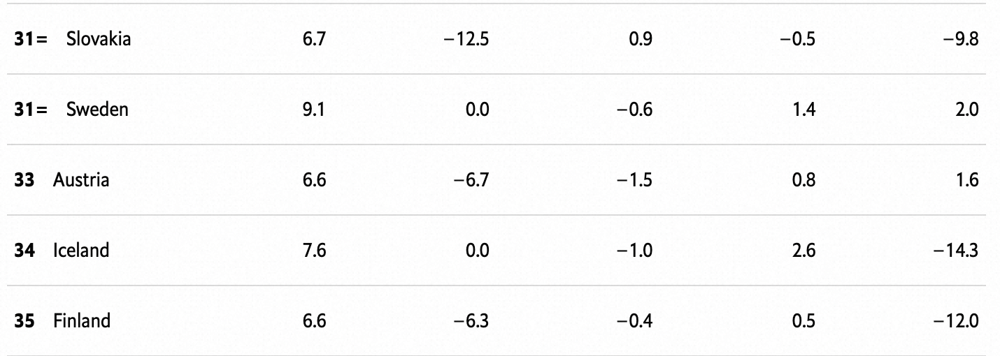 31= Slovakia 6.7 −12.5 0.9 −0.5 −9.8
31= Sweden 9.1 0.0 −0.6 1.4 2.0
33 Austria 6.6 −6.7 −1.5 0.8 1.6
34 Iceland 7.6 0.0 −1.0 2.6 −14.3
35 Finland 6.6 −6.3 −0.4 0.5 −12.0